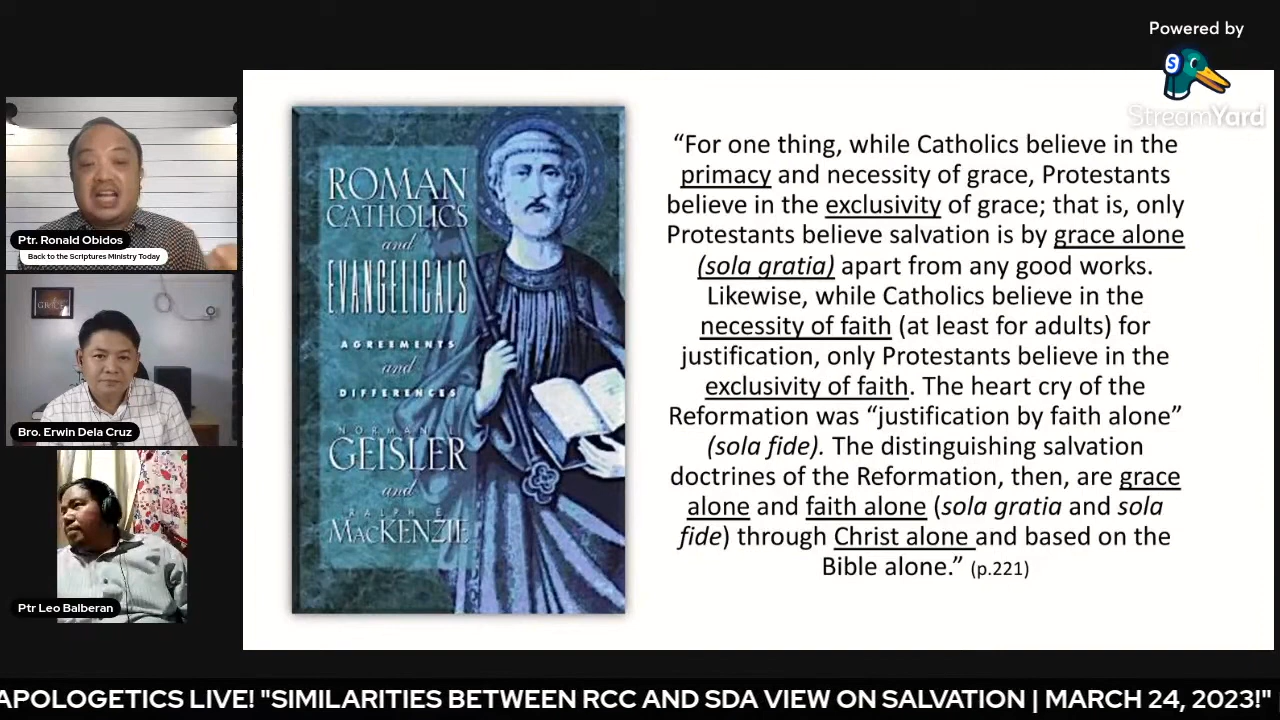 Powered by
StreamYard
Ptr. Ronald Obidos
Back to the Scriptures Ministry Today
Bro. Erwin Dela Cruz
Ptr Leo Balberan
ROMAN
CATHOLICS
and
EVANGELICALS
AGREEMENTS
and
DIFFERENCES
NORMAN L.
GEISLER
and
RALPH E.
MACKENZIE
“For one thing, while Catholics believe in the
primacy and necessity of grace, Protestants
believe in the exclusivity of grace; that is, only
Protestants believe salvation is by grace alone
(sola gratia) apart from any good works.
Likewise, while Catholics believe in the
necessity of faith (at least for adults) for
justification, only Protestants believe in the
exclusivity of faith. The heart cry of the
Reformation was “justification by faith alone”
(sola fide). The distinguishing salvation
doctrines of the Reformation, then, are grace
alone and faith alone (sola gratia and sola
fide) through Christ alone and based on the
Bible alone.” (p.221)
APOLOGETICS LIVE! "SIMILARITIES BETWEEN RCC AND SDA VIEW ON SALVATION | MARCH 24, 2023!"